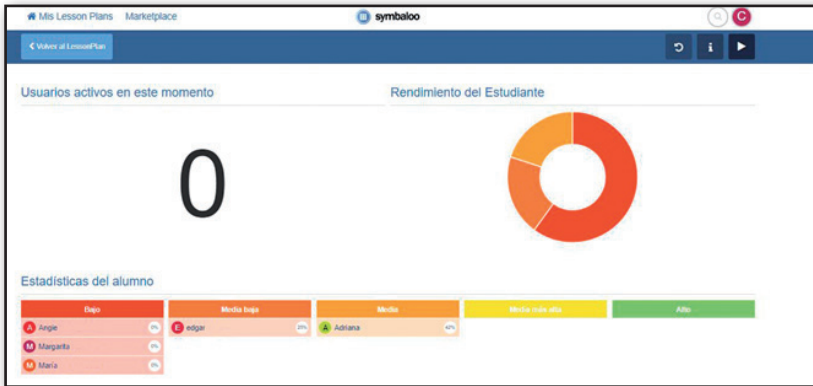 Mis Lesson Plans Marketplace symbaloo C
Volver al LessonPlan i
Usuarios activos en este momento Rendimiento del Estudiante
0
Estadísticas del alumno
Bajo Media baja Media Media más alta Alto
A Angie 0% E edgar 20% A Adriana 42%
M Margarita 0%
M María 0%